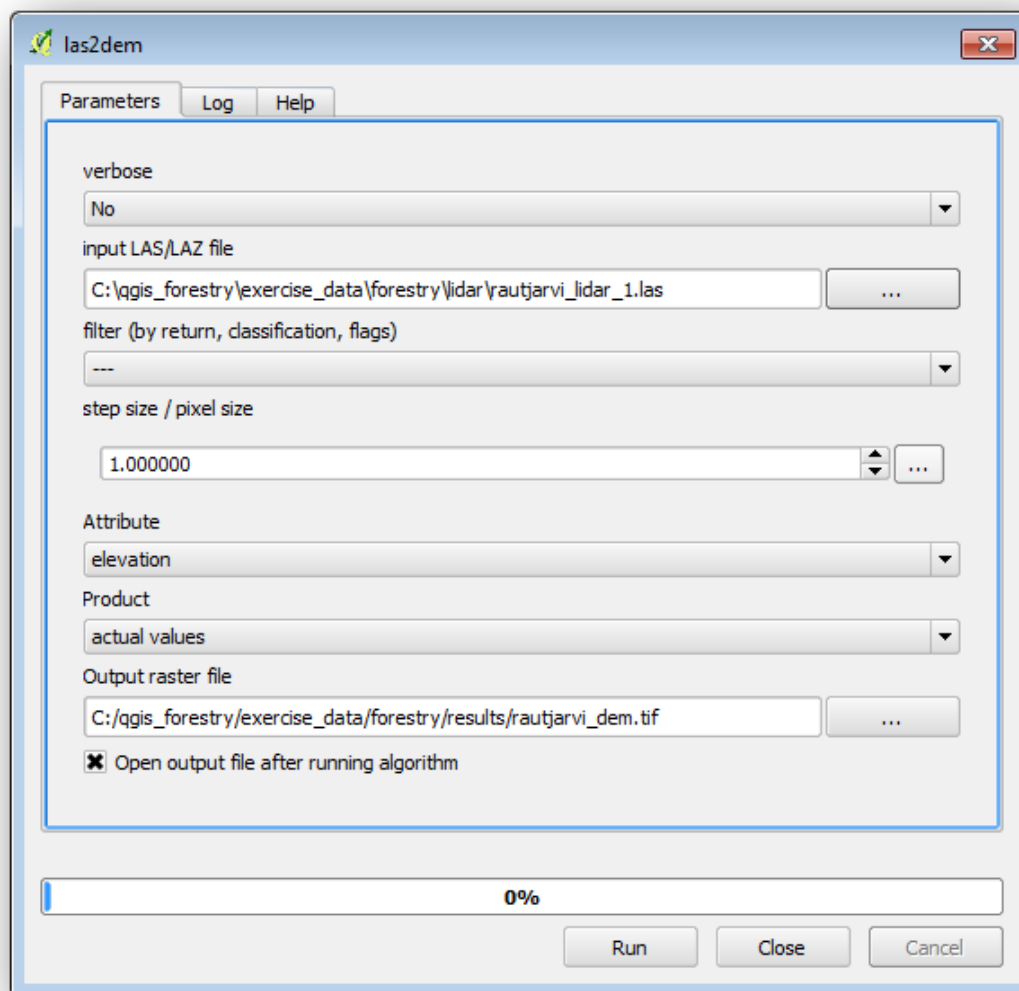 las2dem
Parameters Log Help
verbose
No
input LAS/LAZ file
C:\qgis_forestry\exercise_data\forestry\lidar\rautjarvi_lidar_1.las ...
filter (by return, classification, flags)
---
step size / pixel size
1.000000 ...
Attribute
elevation
Product
actual values
Output raster file
C:/qgis_forestry/exercise_data/forestry/results/rautjarvi_dem.tif ...
Open output file after running algorithm
0%
Run Close Cancel